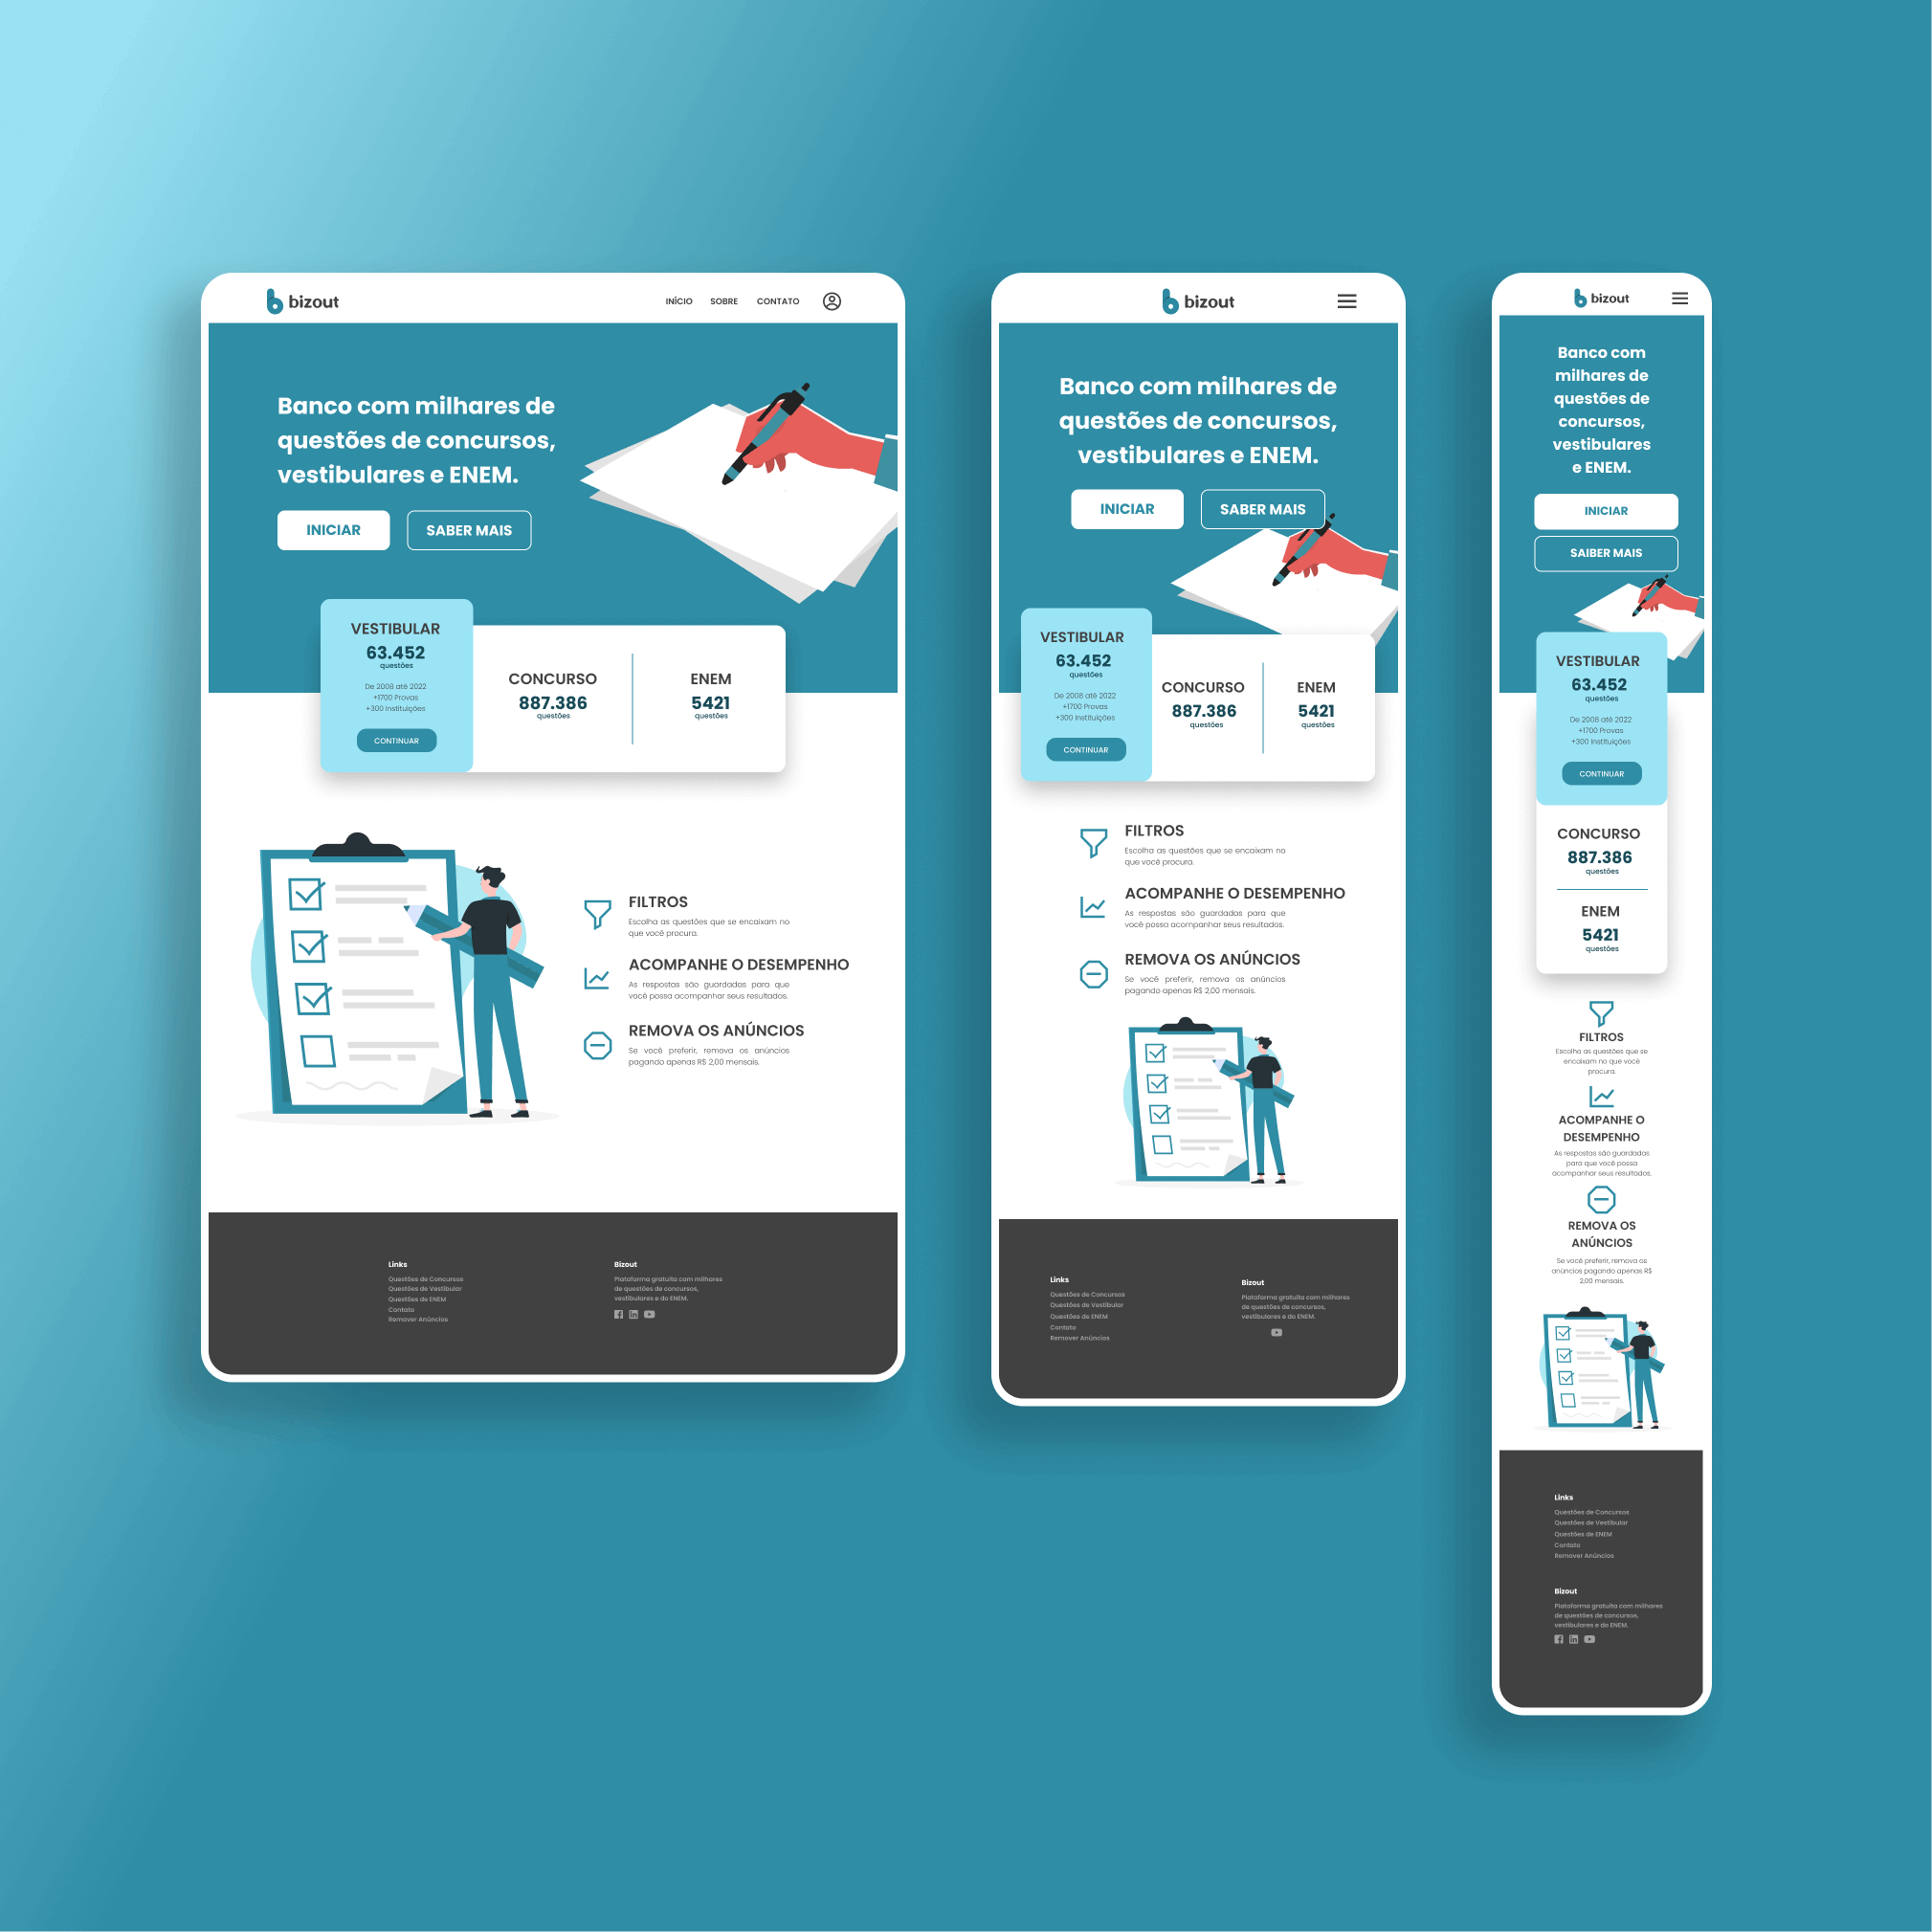 bizout
INÍCIO SOBRE CONTATO
Banco com milhares de
questões de concursos,
vestibulares e ENEM.
INICIAR SABER MAIS
VESTIBULAR
63.452
questões
De 2008 até 2022
+1700 Provas
+300 Instituições
CONTINUAR
CONCURSO
887.386
questões
ENEM
5421
questões
FILTROS
Escolha as questões que se encaixam no
que você procura.
ACOMPANHE O DESEMPENHO
As respostas são guardadas para que
você possa acompanhar seus resultados.
REMOVA OS ANÚNCIOS
Se você preferir, remova os anúncios
pagando apenas R$ 2,00 mensais.
Links
Questões de Concursos
Questões de Vestibular
Questões de ENEM
Contato
Remover Anúncios
Bizout
Plataforma gratuita com milhares
de questões de concursos,
vestibulares e do ENEM.
bizout
Banco com milhares de
questões de concursos,
vestibulares e ENEM.
INICIAR SABER MAIS
VESTIBULAR
63.452
questões
De 2008 até 2022
+1700 Provas
+300 Instituições
CONTINUAR
CONCURSO
887.386
questões
ENEM
5421
questões
FILTROS
Escolha as questões que se encaixam no
que você procura.
ACOMPANHE O DESEMPENHO
As respostas são guardadas para que
você possa acompanhar seus resultados.
REMOVA OS ANÚNCIOS
Se você preferir, remova os anúncios
pagando apenas R$ 2,00 mensais.
Links
Questões de Concursos
Questões de Vestibular
Questões de ENEM
Contato
Remover Anúncios
Bizout
Plataforma gratuita com milhares
de questões de concursos,
vestibulares e do ENEM.
bizout
Banco com
milhares de
questões de
concursos,
vestibulares
e ENEM.
INICIAR
SAIBER MAIS
VESTIBULAR
63.452
questões
De 2008 até 2022
+1700 Provas
+300 Instituições
CONTINUAR
CONCURSO
887.386
questões
ENEM
5421
questões
FILTROS
Escolha as questões que se
encaixam no que você
procura.
ACOMPANHE O
DESEMPENHO
As respostas são guardadas
para que você possa
acompanhar seus resultados.
REMOVA OS
ANÚNCIOS
Se você preferir, remova os
anúncios pagando apenas R$
2,00 mensais.
Links
Questões de Concursos
Questões de Vestibular
Questões de ENEM
Contato
Remover Anúncios
Bizout
Plataforma gratuita com milhares
de questões de concursos,
vestibulares e do ENEM.